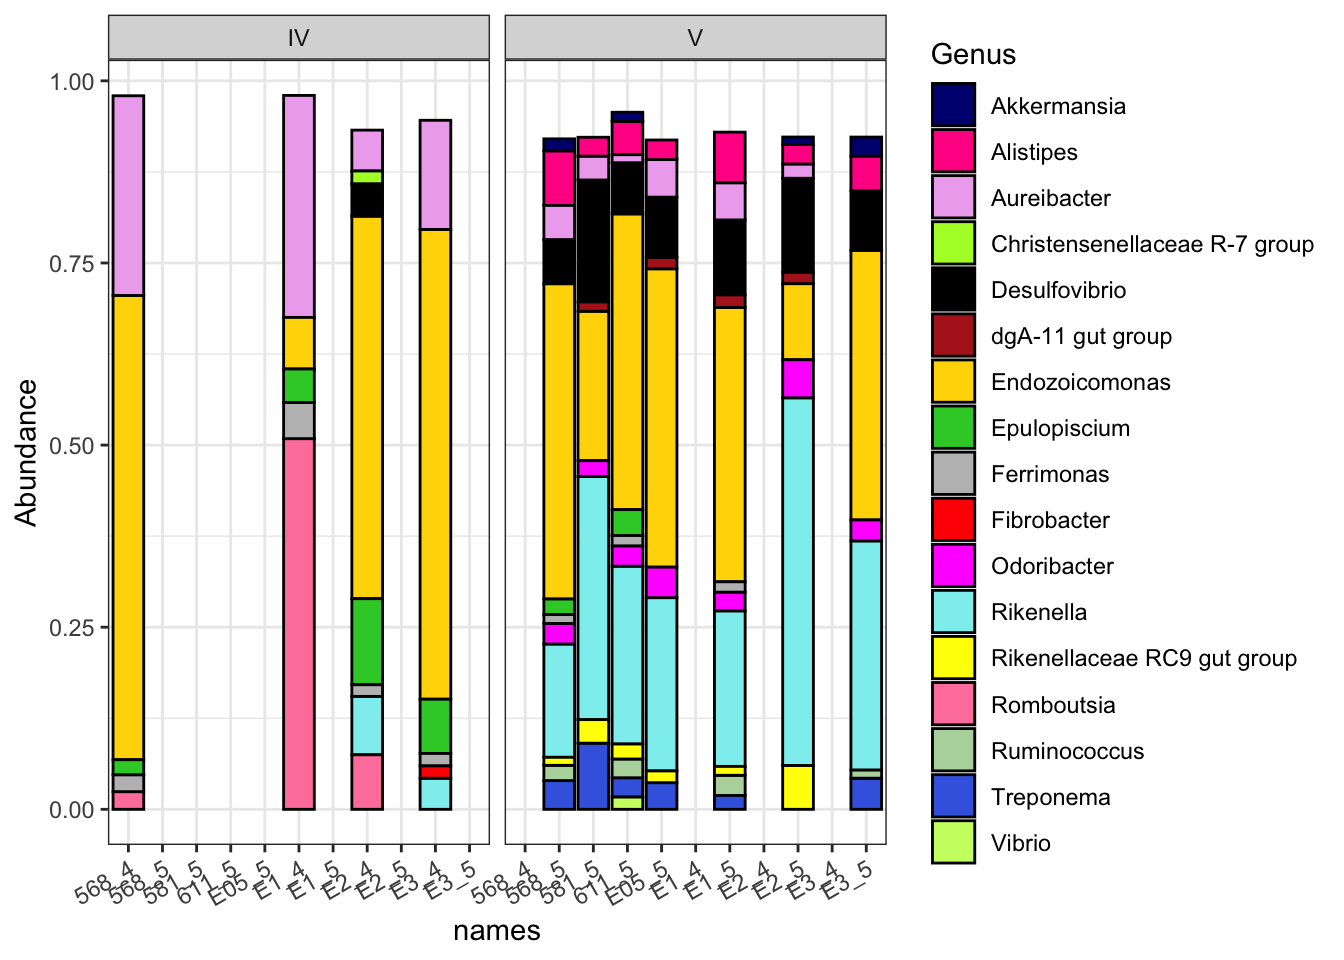 IV
V
1.00
0.75
0.50
0.25
0.00
Abundance
568_4
568_5
581_5
611_5
E05_5
E1_4
E1_5
E2_4
E2_5
E3_4
E3_5
568_4
568_5
581_5
611_5
E05_5
E1_4
E1_5
E2_4
E2_5
E3_4
E3_5
names
Genus
Akkermansia
Alistipes
Aureibacter
Christensenellaceae R-7 group
Desulfovibrio
dgA-11 gut group
Endozoicomonas
Epulopiscium
Ferrimonas
Fibrobacter
Odoribacter
Rikenella
Rikenellaceae RC9 gut group
Romboutsia
Ruminococcus
Treponema
Vibrio